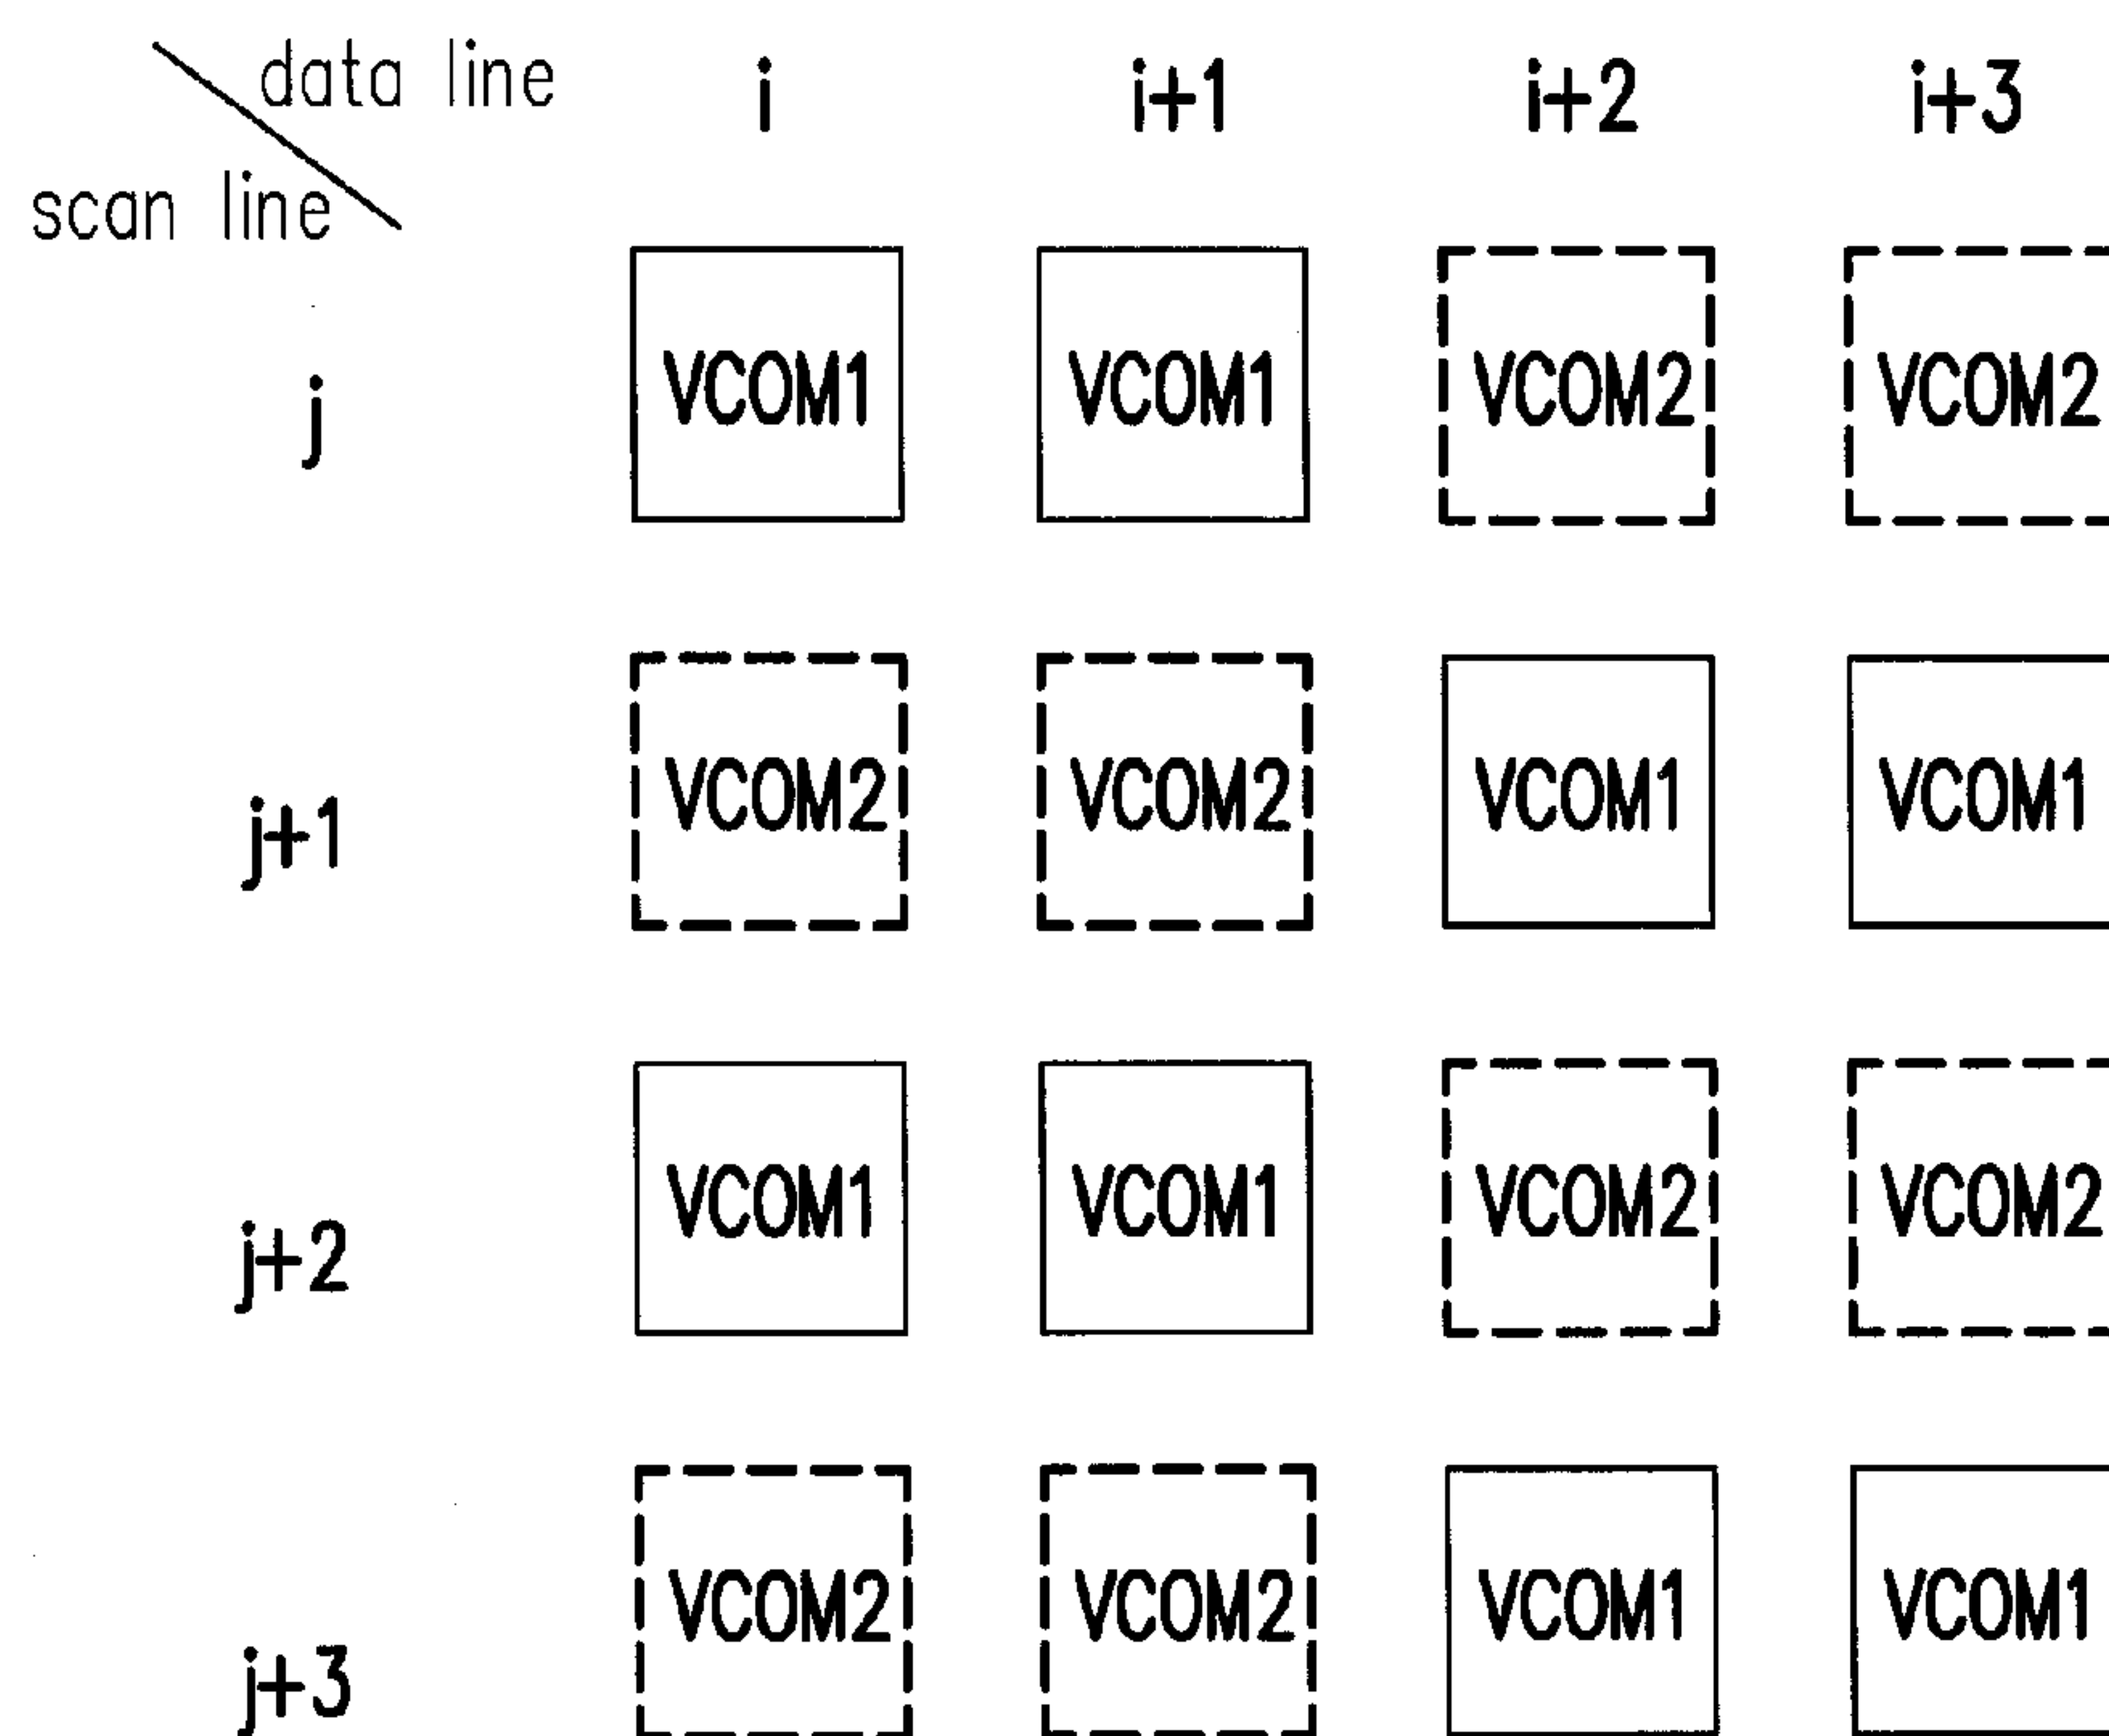 data line i i+1 i+2 i+3
scan line
j VCOM1 VCOM1 VCOM2 VCOM2
j+1 VCOM2 VCOM2 VCOM1 VCOM1
j+2 VCOM1 VCOM1 VCOM2 VCOM2
j+3 VCOM2 VCOM2 VCOM1 VCOM1